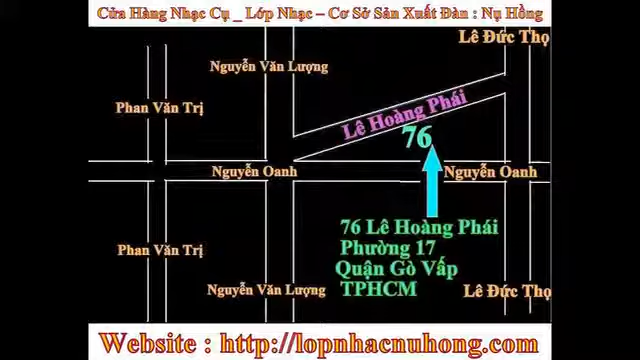 Cửa Hàng Nhạc Cụ _ Lớp Nhạc – Cơ Sở Sản Xuất Đàn : Nụ Hồng
Lê Đức Thọ
Nguyễn Văn Lượng
Phan Văn Trị
Lê Hoàng Phái
76
Nguyễn Oanh
Nguyễn Oanh
76 Lê Hoàng Phái
Phường 17
Phan Văn Trị
Quận Gò Vấp
Nguyễn Văn Lượng
TPHCM
Lê Đức Thọ
Website : http://lopnhacnuhong.com